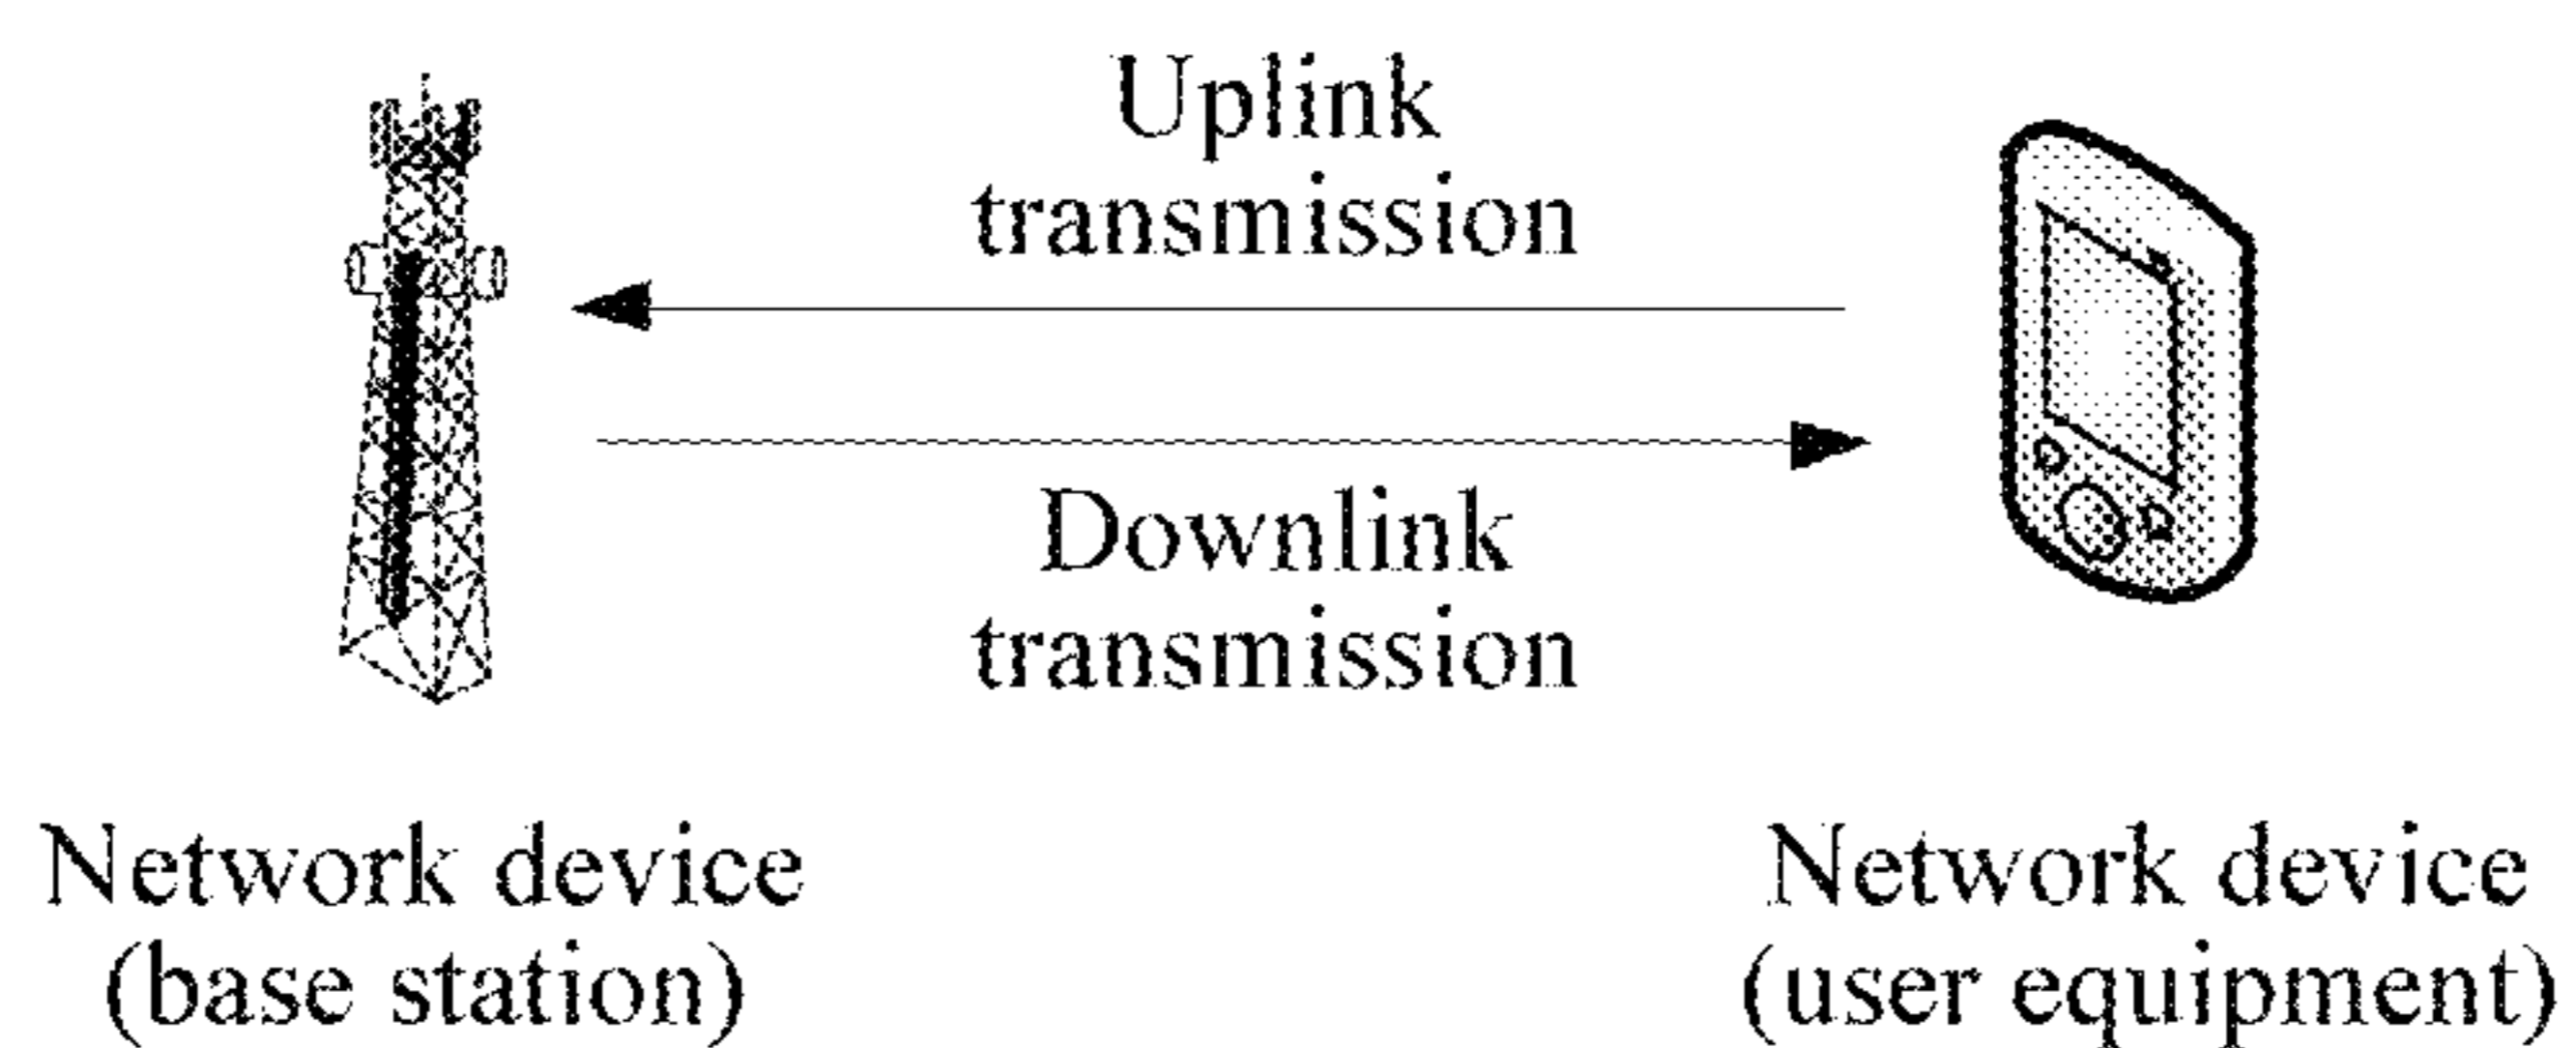 Uplink
transmission
Downlink
transmission
Network device
(base station)
Network device
(user equipment)